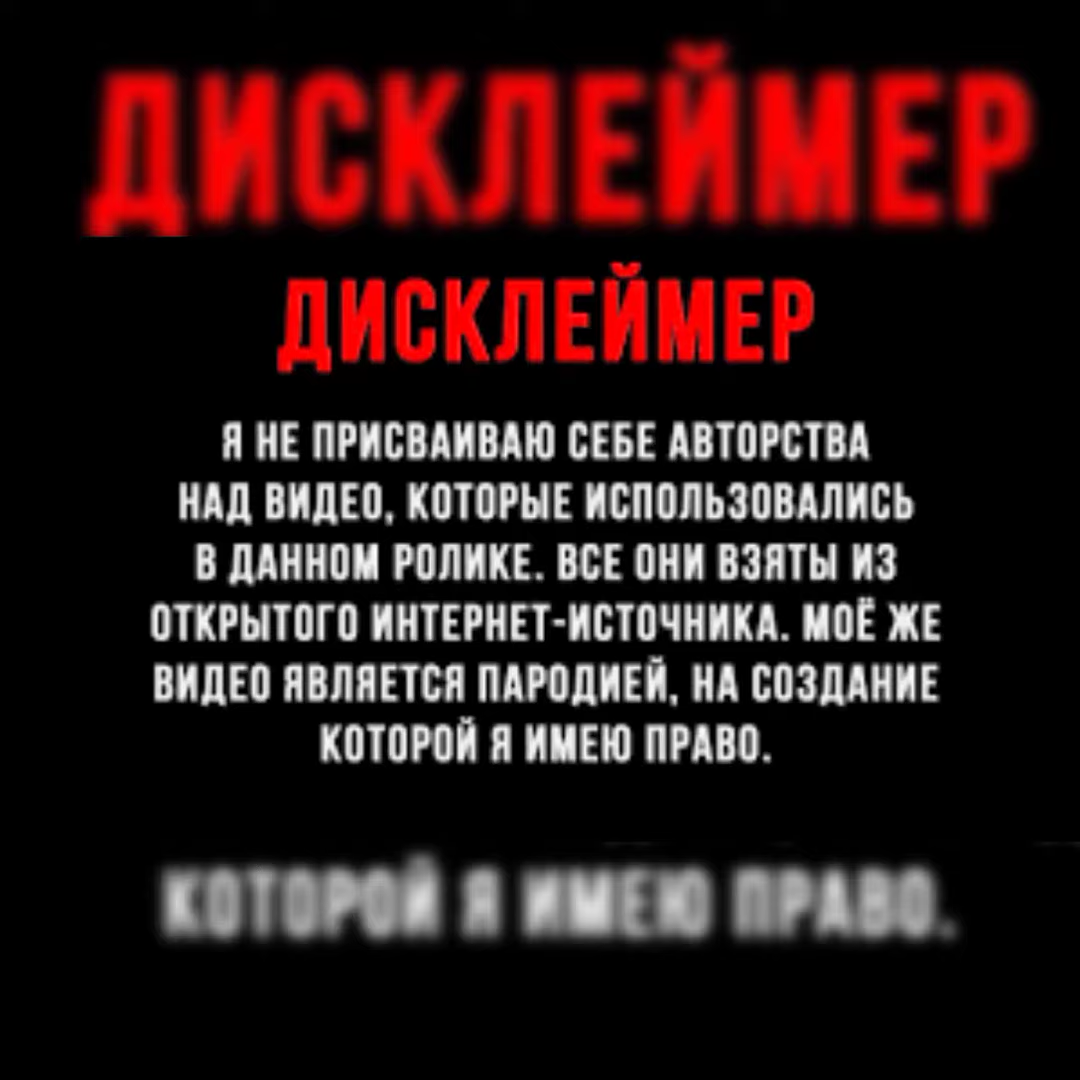 ДИСКЛЕЙМЕР
ДИСКЛЕЙМЕР
Я НЕ ПРИСВАИВАЮ СЕБЕ АВТОРСТВА
НАД ВИДЕО, КОТОРЫЕ ИСПОЛЬЗОВАЛИСЬ
В ДАННОМ РОЛИКЕ. ВСЕ ОНИ ВЗЯТЫ ИЗ
ОТКРЫТОГО ИНТЕРНЕТ-ИСТОЧНИКА. МОЁ ЖЕ
ВИДЕО ЯВЛЯЕТСЯ ПАРОДИЕЙ, НА СОЗДАНИЕ
КОТОРОЙ Я ИМЕЮ ПРАВО.
КОТОРОЙ Я ИМЕЮ ПРАВО.